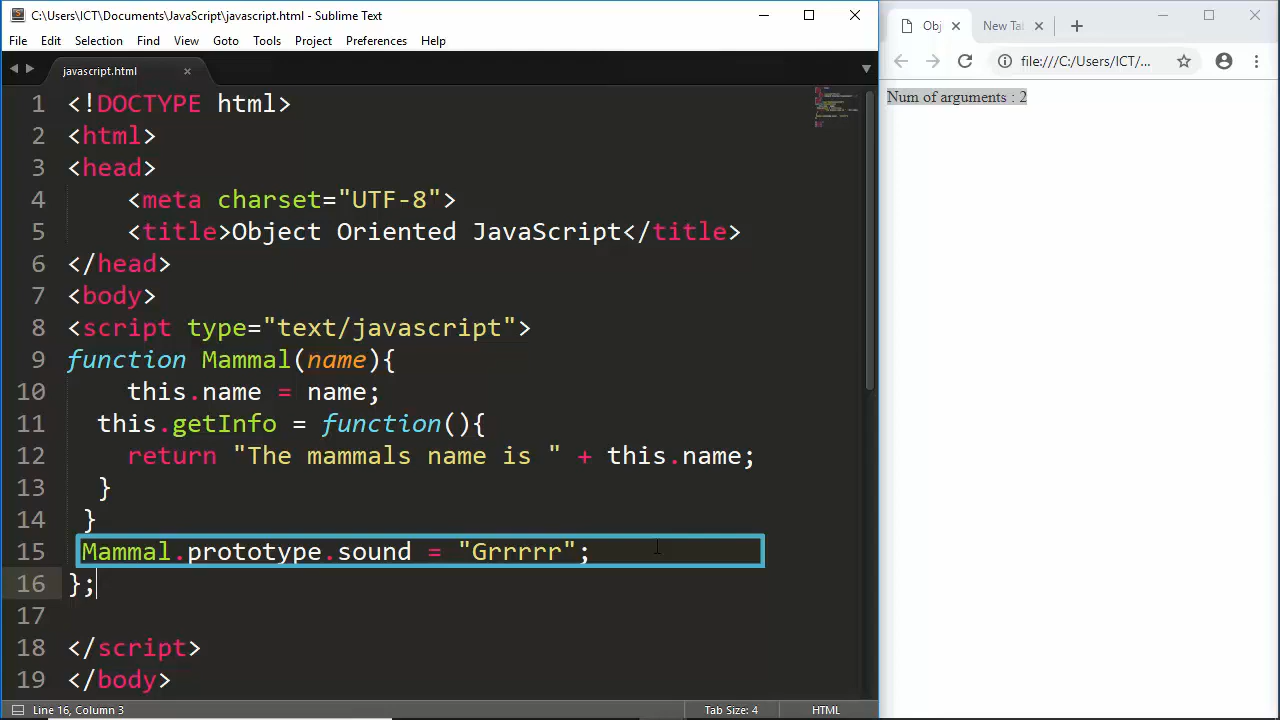 C:\Users\ICT\Documents\JavaScript\javascript.html - Sublime Text
File Edit Selection Find View Goto Tools Project Preferences Help
javascript.html
1 <!DOCTYPE html>
2 <html>
3 <head>
4 <meta charset="UTF-8">
5 <title>Object Oriented JavaScript</title>
6 </head>
7 <body>
8 <script type="text/javascript">
9 function Mammal(name){
10 this.name = name;
11 this.getInfo = function(){
12 return "The mammals name is " + this.name;
13 }
14 }
15 Mammal.prototype.sound = "Grrrrr";
16 };
17
18 </script>
19 </body>
Line 16, Column 3 Tab Size: 4 HTML
Obj New Ta
file:///C:/Users/ICT/...
Num of arguments : 2